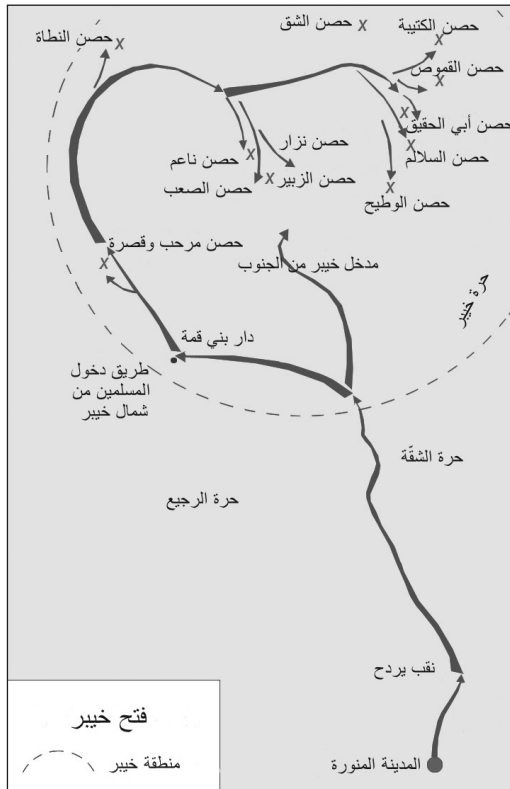 حصن الكتيبة
حصن الشق
حصن النطاة
حصن القموص
حصن أبي الحقيق
حصن نزار
حصن ناعم
حصن السلالم
حصن الزبير
حصن الصعب
حصن الوطيح
حصن مرحب وقصرة
مدخل خيبر من الجنوب
حرة خيبر
دار بني قمة
طريق دخول
المسلمين من
شمال خيبر
حرة الشقّة
حرة الرجيع
نقب يردح
المدينة المنورة
فتح خيبر
منطقة خيبر